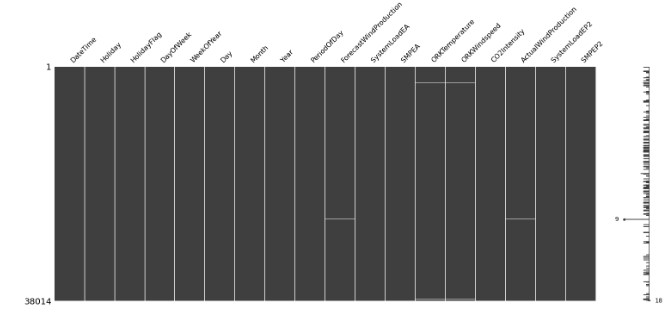 DateTime
Holiday
HolidayFlag
DayOfWeek
WeekOfYear
Day
Month
Year
PeriodOfDay
ForecastWindProduction
SystemLoadEA
SMPEA
ORKTemperature
ORKWindspeed
CO2Intensity
ActualWindProduction
SystemLoadEP2
SMPEP2
1
9
38014
18